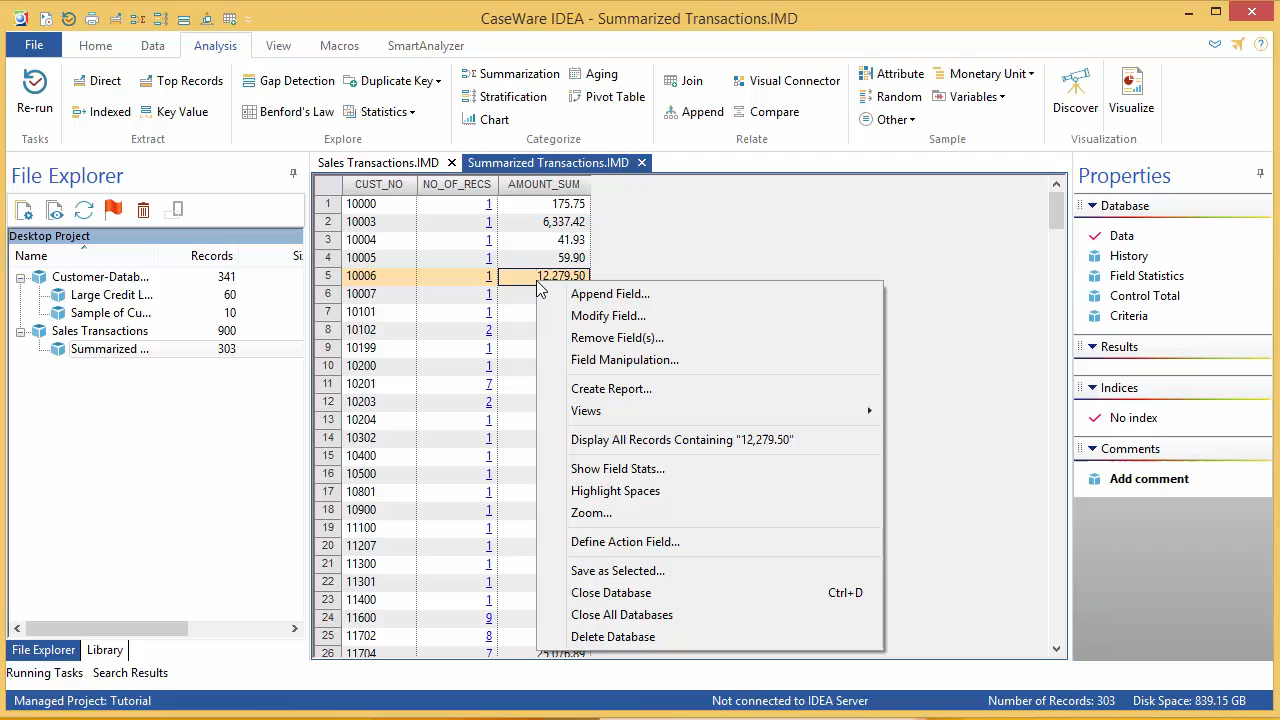 CaseWare IDEA - Summarized Transactions.IMD
File Home Data Analysis View Macros SmartAnalyzer
Re-run
Tasks
Direct Top Records
Indexed Key Value
Extract
Gap Detection Duplicate Key
Benford's Law Statistics
Explore
Summarization Aging
Stratification Pivot Table
Chart
Categorize
Join Visual Connector
Append Compare
Relate
Attribute Monetary Unit
Random Variables
Other
Sample
Discover Visualize
Visualization
File Explorer
Desktop Project
Name Records Si
Customer-Datab... 341
Large Credit L... 60
Sample of Cu... 10
Sales Transactions 900
Summarized ... 303
File Explorer Library
Running Tasks Search Results
Sales Transactions.IMD Summarized Transactions.IMD
CUST_NO NO_OF_RECS AMOUNT_SUM
1 10000 1 175.75
2 10003 1 6,337.42
3 10004 1 41.93
4 10005 1 59.90
5 10006 1 12,279.50
6 10007 1
7 10101 1
8 10102 2
9 10199 1
10 10200 1
11 10201 7
12 10203 2
13 10204 1
14 10302 1
15 10400 1
16 10500 1
17 10801 1
18 10900 1
19 11100 1
20 11207 1
21 11300 1
22 11301 1
23 11400 1
24 11600 9
25 11702 8
26 11704 7 25,076.89
Append Field...
Modify Field...
Remove Field(s)...
Field Manipulation...
Create Report...
Views
Display All Records Containing "12,279.50"
Show Field Stats...
Highlight Spaces
Zoom...
Define Action Field...
Save as Selected...
Close Database Ctrl+D
Close All Databases
Delete Database
Properties
Database
Data
History
Field Statistics
Control Total
Criteria
Results
Indices
No index
Comments
Add comment
Managed Project: Tutorial Not connected to IDEA Server Number of Records: 303 Disk Space: 839.15 GB